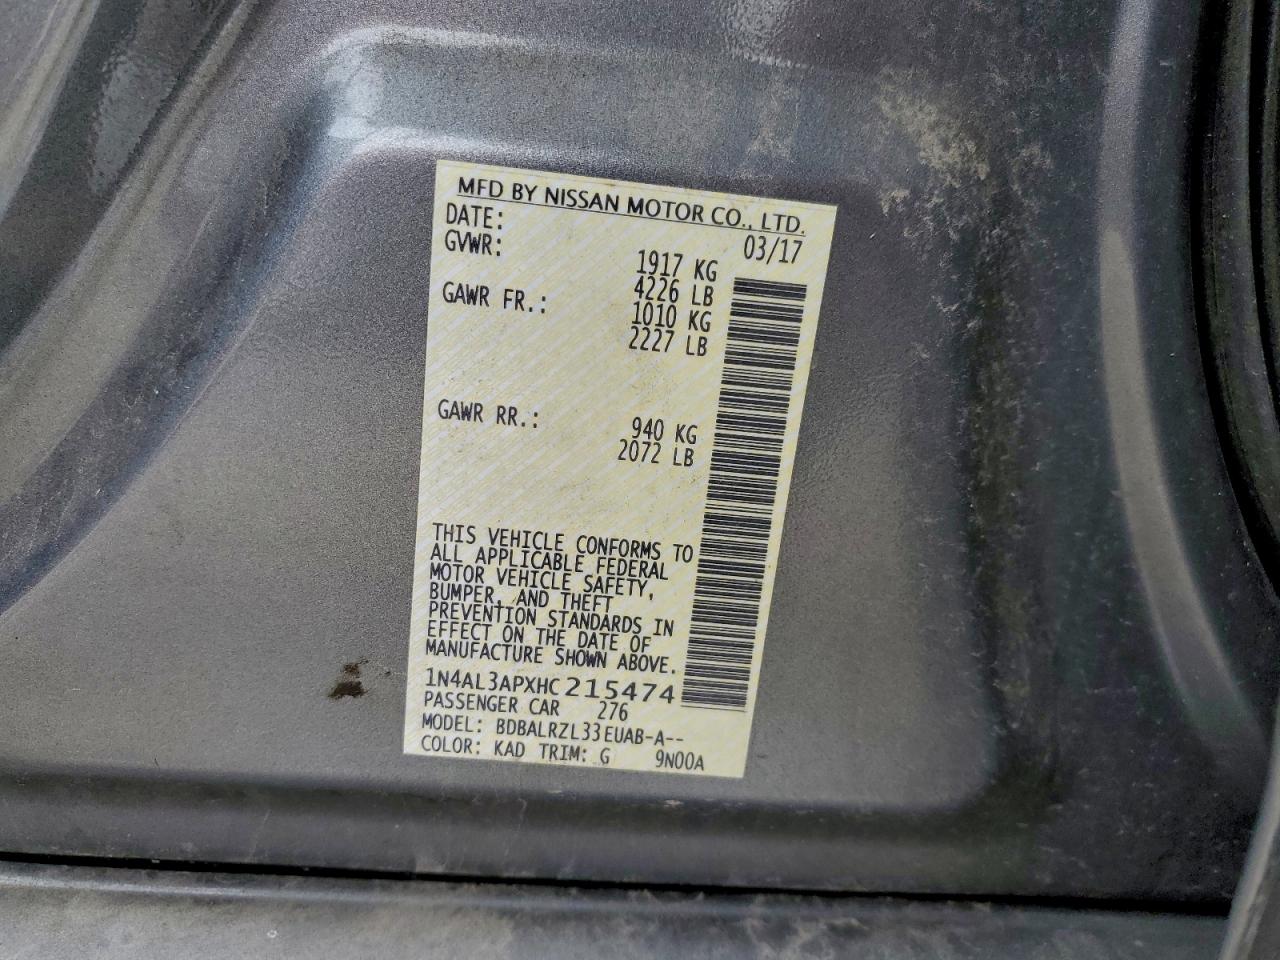 MFD BY NISSAN MOTOR CO., LTD.
DATE: 03/17
GVWR: 1917 KG
4226 LB
GAWR FR.: 1010 KG
2227 LB
GAWR RR.: 940 KG
2072 LB
THIS VEHICLE CONFORMS TO
ALL APPLICABLE FEDERAL
MOTOR VEHICLE SAFETY,
BUMPER, AND THEFT
PREVENTION STANDARDS IN
EFFECT ON THE DATE OF
MANUFACTURE SHOWN ABOVE.
1N4AL3APXHC215474
PASSENGER CAR 276
MODEL: BDBALRZL33EUAB-A--
COLOR: KAD TRIM: G 9N00A